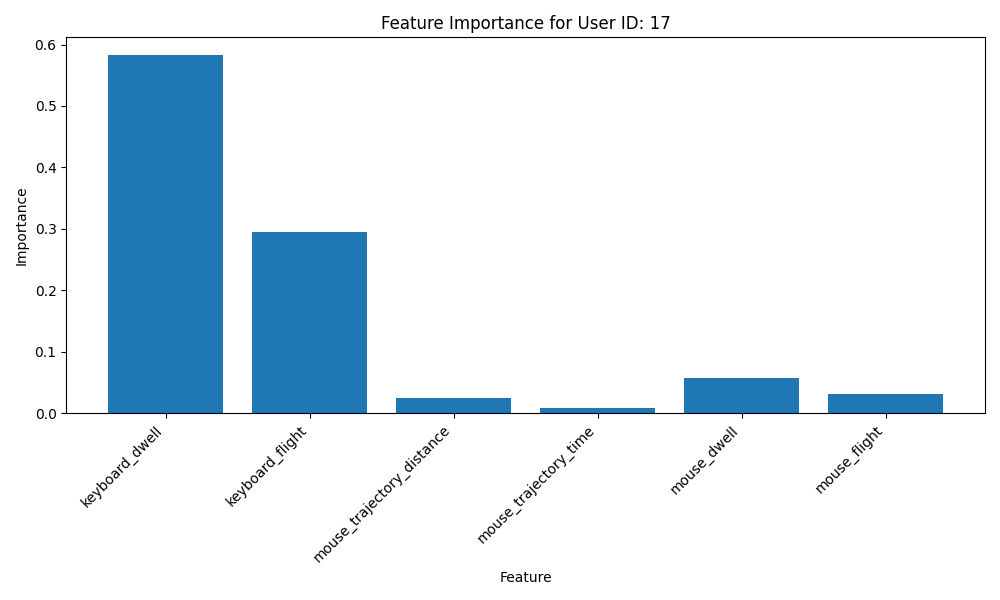 Feature Importance for User ID: 17
Importance
0.6
0.5
0.4
0.3
0.2
0.1
0.0
keyboard_dwell
keyboard_flight
mouse_trajectory_distance
mouse_trajectory_time
mouse_dwell
mouse_flight
Feature